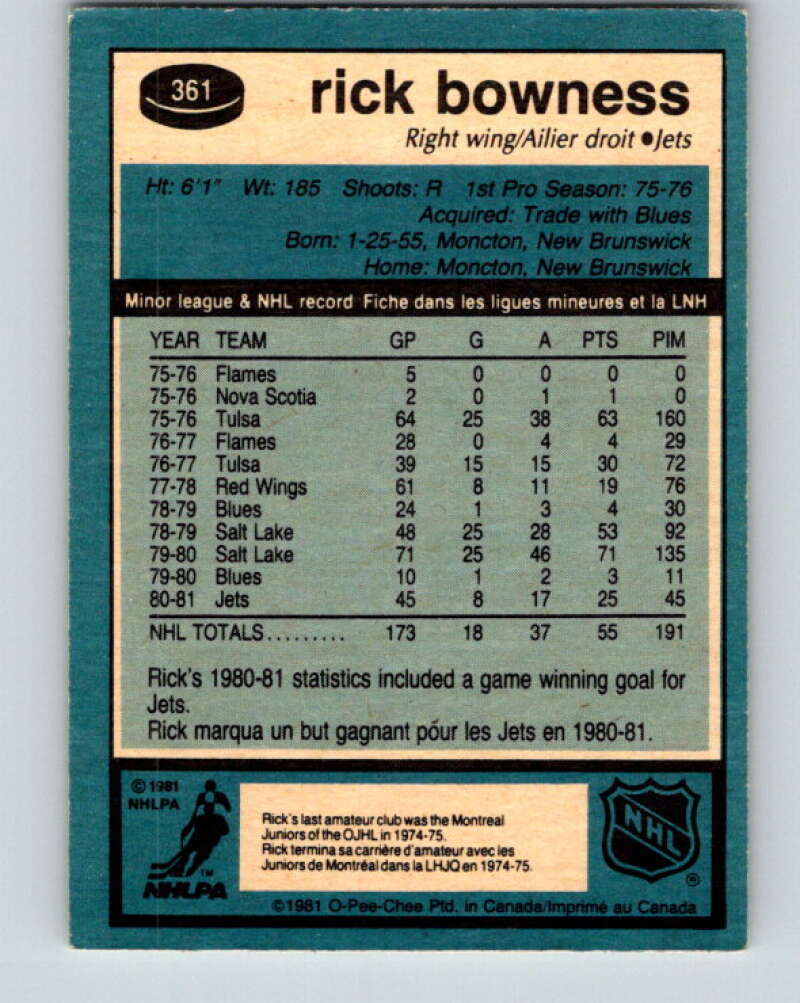 361
rick bowness
Right wing/Ailier droit ●Jets
Ht: 6'1" Wt: 185 Shoots: R 1st Pro Season: 75-76
Acquired: Trade with Blues
Born: 1-25-55, Moncton, New Brunswick
Home: Moncton, New Brunswick
Minor league & NHL record Fiche dans les ligues mineures et la LNH
YEAR TEAM GP G A PTS PIM
75-76 Flames 5 0 0 0 0
75-76 Nova Scotia 2 0 1 1 0
75-76 Tulsa 64 25 38 63 160
76-77 Flames 28 0 4 4 29
76-77 Tulsa 39 15 15 30 72
77-78 Red Wings 61 8 11 19 76
78-79 Blues 24 1 3 4 30
78-79 Salt Lake 48 25 28 53 92
79-80 Salt Lake 71 25 46 71 135
79-80 Blues 10 1 2 3 11
80-81 Jets 45 8 17 25 45
NHL TOTALS......... 173 18 37 55 191
Rick's 1980-81 statistics included a game winning goal for
Jets.
Rick marqua un but gagnant póur les Jets en 1980-81.
© 1981
NHLPA
TM
NHLPA
Rick's last amateur club was the Montreal
Juniors of the OJHL in 1974-75.
Rick termina sa carrière d'amateur avec les
Juniors de Montréal dans la LHJQ en 1974-75.
NHL
®
©1981 O-Pee-Chee Ptd. in Canada/Imprimé au Canada